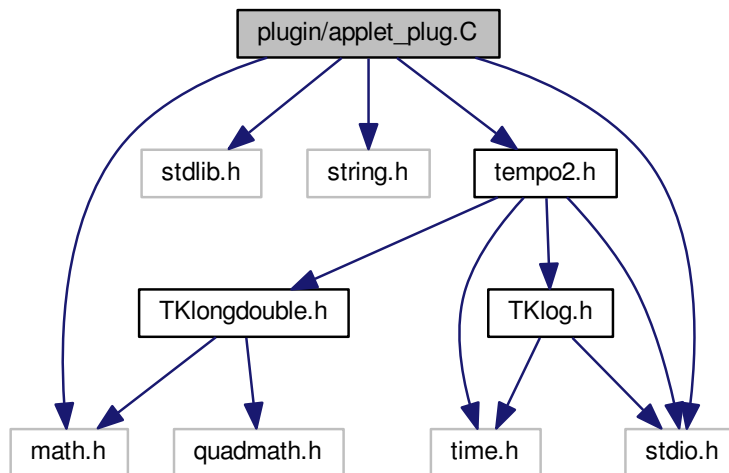 plugin/applet_plug.C
stdlib.h
string.h
tempo2.h
TKlongdouble.h
TKlog.h
math.h
quadmath.h
time.h
stdio.h